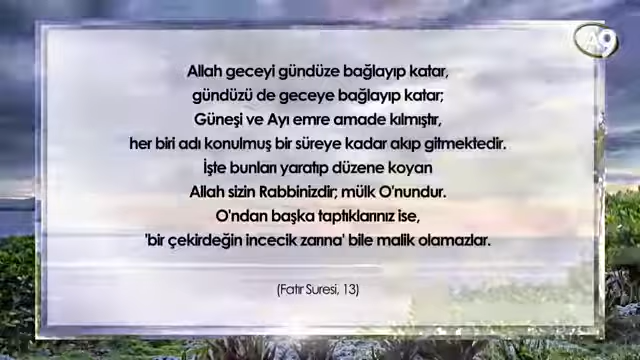 A9
Allah geceyi gündüze bağlayıp katar,
gündüzü de geceye bağlayıp katar;
Güneşi ve Ayı emre amade kılmıştır,
her biri adı konulmuş bir süreye kadar akıp gitmektedir.
İşte bunları yaratıp düzene koyan
Allah sizin Rabbinizdir; mülk O'nundur.
O'ndan başka taptıklarınız ise,
'bir çekirdeğin incecik zarına' bile malik olamazlar.
(Fatır Suresi, 13)